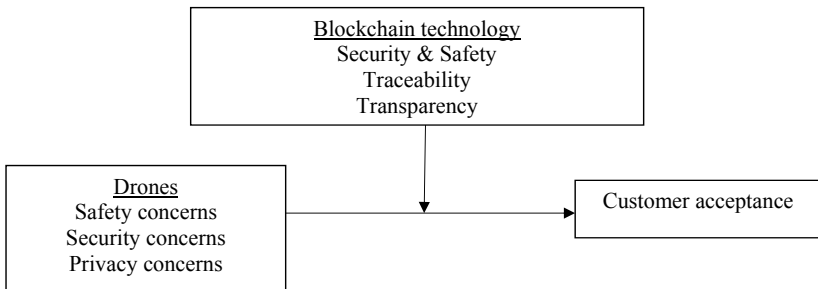 Blockchain technology
Security & Safety
Traceability
Transparency
Drones
Safety concerns
Security concerns
Privacy concerns
Customer acceptance